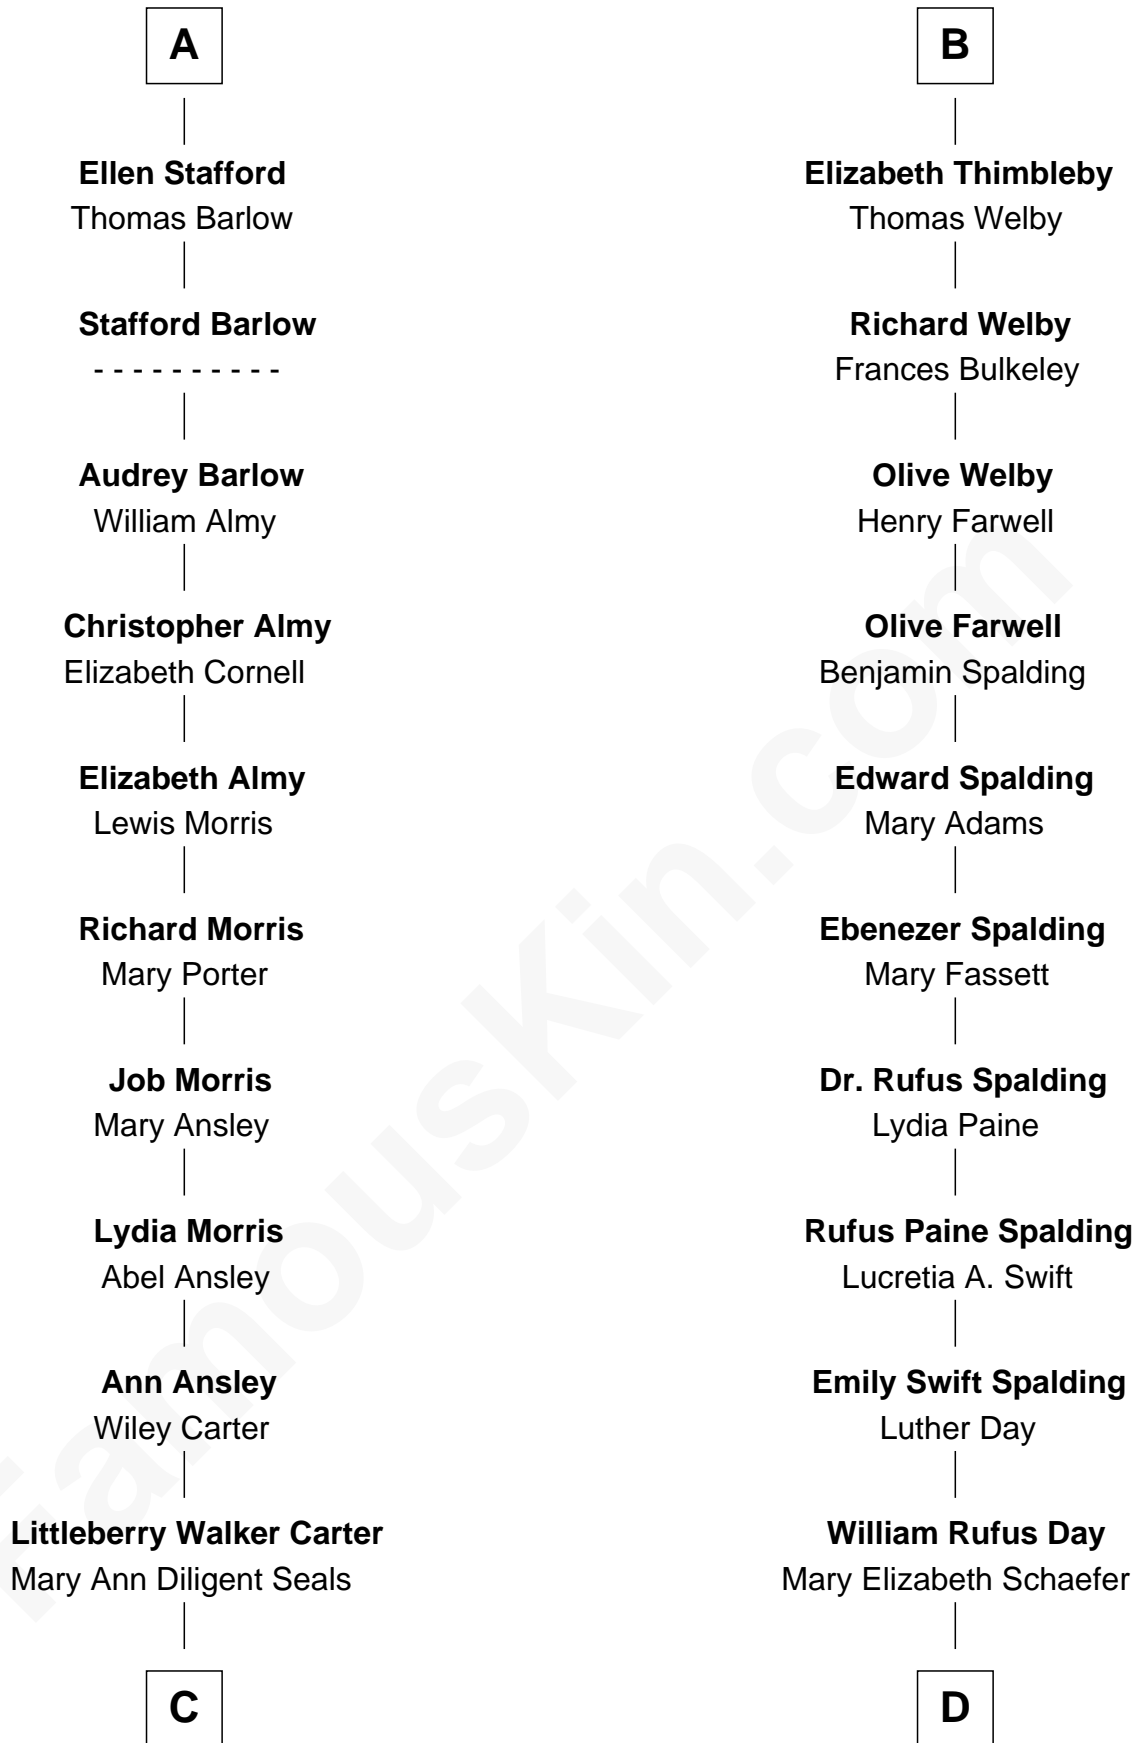 A
Ellen Stafford
Thomas Barlow
Stafford Barlow
- - - - - - - - - -
Audrey Barlow
William Almy
Christopher Almy
Elizabeth Cornell
Elizabeth Almy
Lewis Morris
Richard Morris
Mary Porter
Job Morris
Mary Ansley
Lydia Morris
Abel Ansley
Ann Ansley
Wiley Carter
Littleberry Walker Carter
Mary Ann Diligent Seals
C
B
Elizabeth Thimbleby
Thomas Welby
Richard Welby
Frances Bulkeley
Olive Welby
Henry Farwell
Olive Farwell
Benjamin Spalding
Edward Spalding
Mary Adams
Ebenezer Spalding
Mary Fassett
Dr. Rufus Spalding
Lydia Paine
Rufus Paine Spalding
Lucretia A. Swift
Emily Swift Spalding
Luther Day
William Rufus Day
Mary Elizabeth Schaefer
D
FamousKin.com